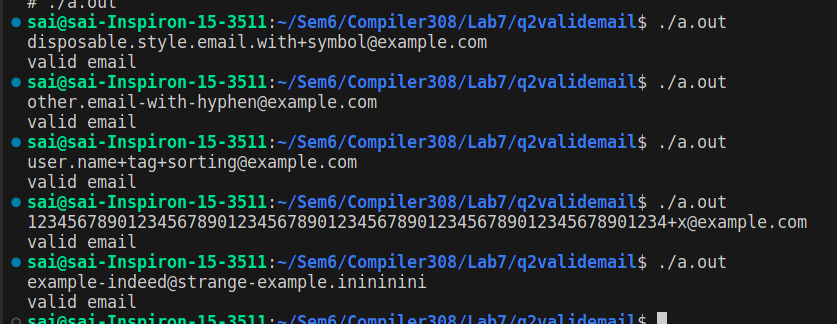 # ./a.out
sai@sai-Inspiron-15-3511:~/Sem6/Compiler308/Lab7/q2validemail$ ./a.out
disposable.style.email.with+symbol@example.com
valid email
sai@sai-Inspiron-15-3511:~/Sem6/Compiler308/Lab7/q2validemail$ ./a.out
other.email-with-hyphen@example.com
valid email
sai@sai-Inspiron-15-3511:~/Sem6/Compiler308/Lab7/q2validemail$ ./a.out
user.name+tag+sorting@example.com
valid email
sai@sai-Inspiron-15-3511:~/Sem6/Compiler308/Lab7/q2validemail$ ./a.out
1234567890123456789012345678901234567890123456789012345678901234+x@example.com
valid email
sai@sai-Inspiron-15-3511:~/Sem6/Compiler308/Lab7/q2validemail$ ./a.out
example-indeed@strange-example.inininini
valid email
sai@sai-Inspiron-15-3511:~/Sem6/Compiler308/Lab7/q2validemail$